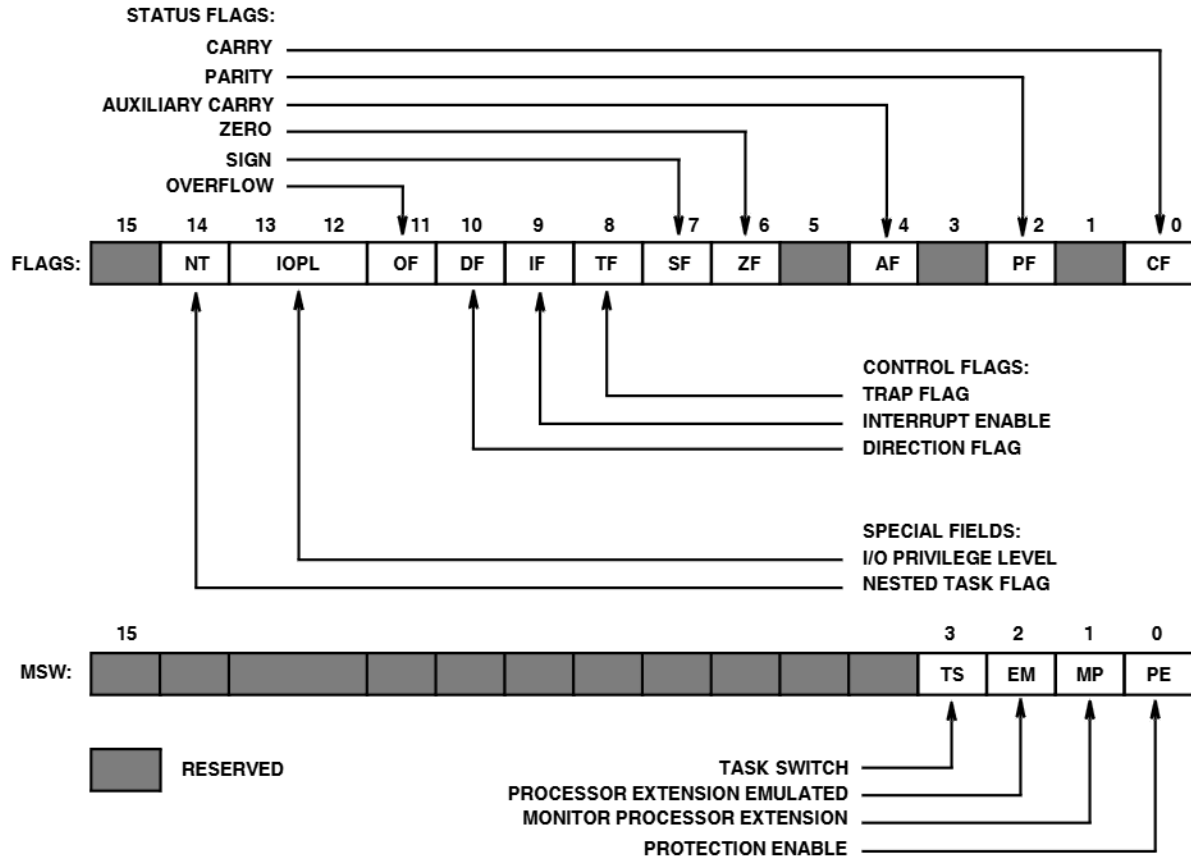 STATUS FLAGS:
CARRY
PARITY
AUXILIARY CARRY
ZERO
SIGN
OVERFLOW
15 14 13 12 11 10 9 8 7 6 5 4 3 2 1 0
FLAGS: NT IOPL OF DF IF TF SF ZF AF PF CF
CONTROL FLAGS:
TRAP FLAG
INTERRUPT ENABLE
DIRECTION FLAG
SPECIAL FIELDS:
I/O PRIVILEGE LEVEL
NESTED TASK FLAG
15 3 2 1 0
MSW: TS EM MP PE
RESERVED
TASK SWITCH
PROCESSOR EXTENSION EMULATED
MONITOR PROCESSOR EXTENSION
PROTECTION ENABLE